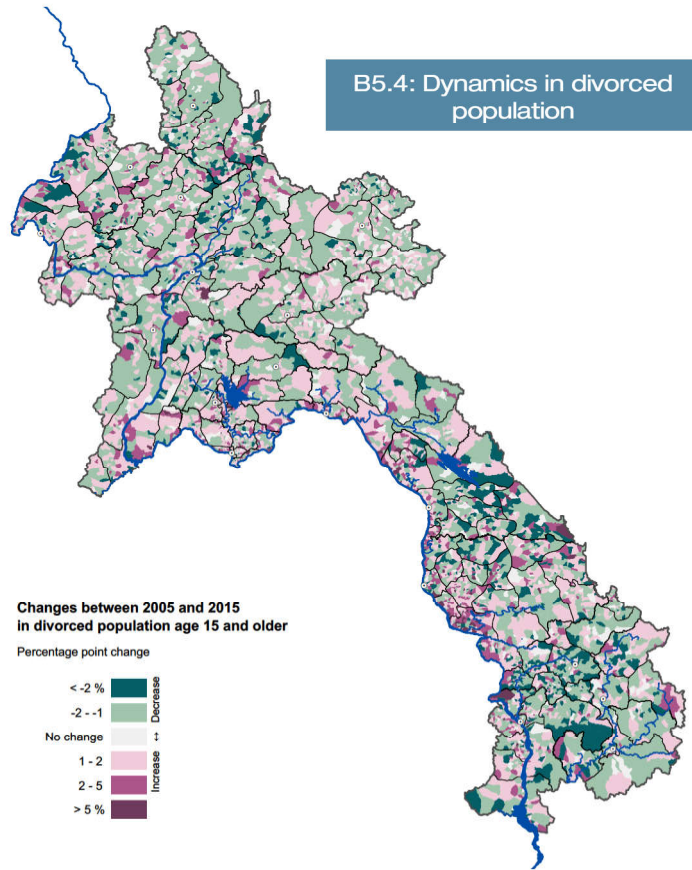 B5.4: Dynamics in divorced
population
Changes between 2005 and 2015
in divorced population age 15 and older
Percentage point change
< -2 %
-2 - -1
No change
1 - 2
2 - 5
> 5 %
Decrease
↔
Increase